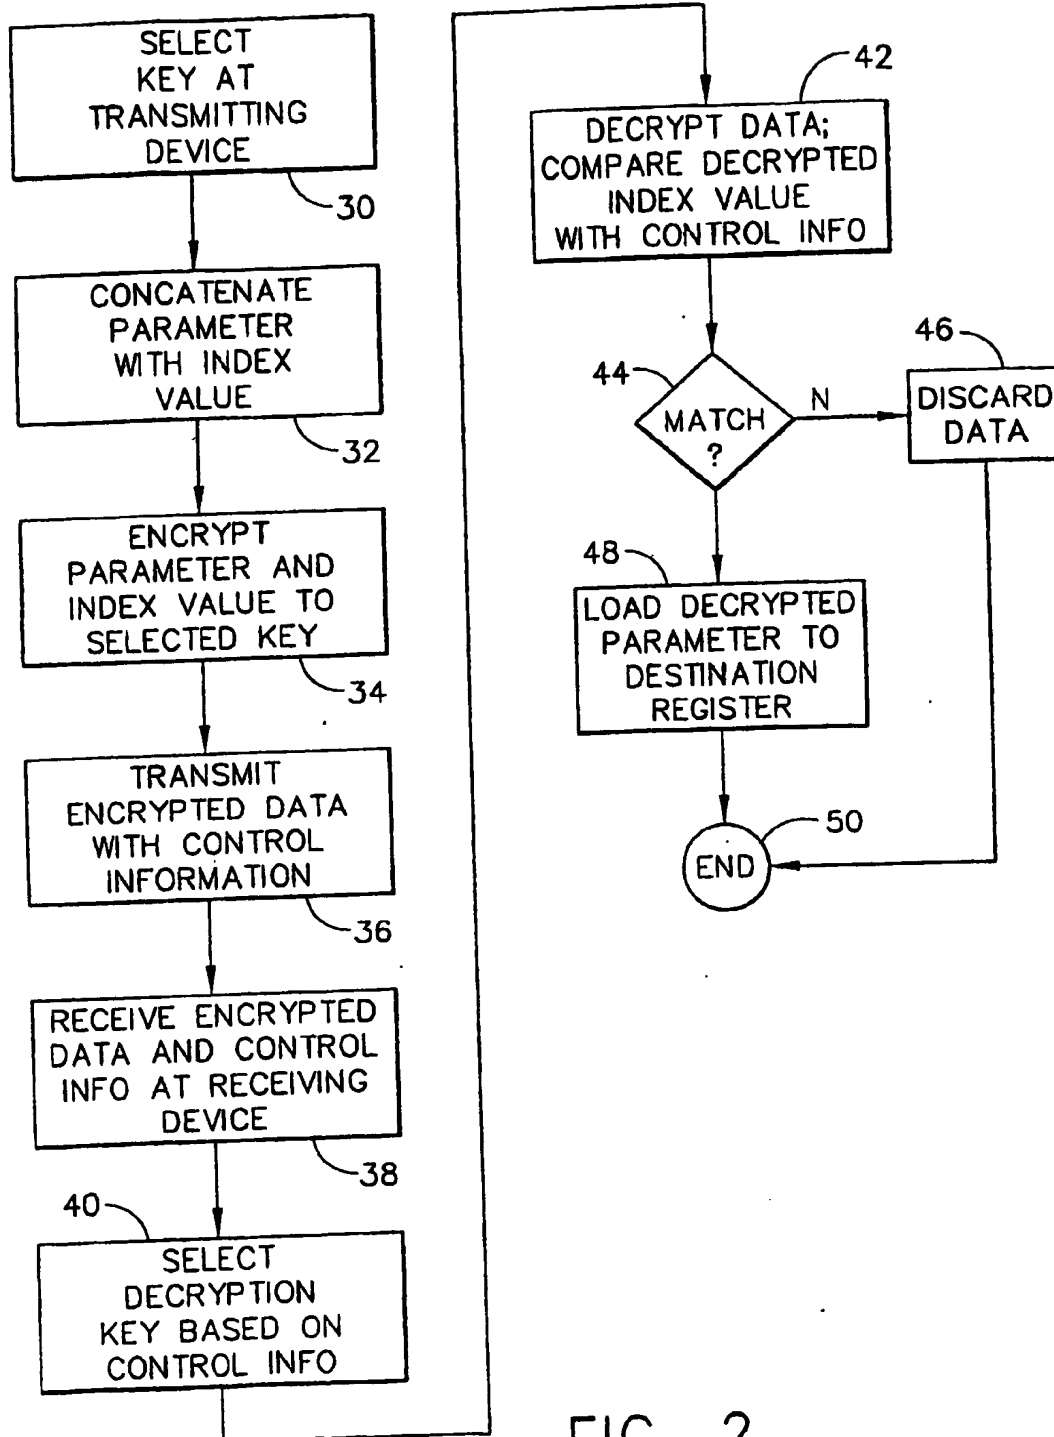 SELECT
KEY AT
TRANSMITTING
DEVICE
30
CONCATENATE
PARAMETER
WITH INDEX
VALUE
32
ENCRYPT
PARAMETER AND
INDEX VALUE TO
SELECTED KEY
34
TRANSMIT
ENCRYPTED DATA
WITH CONTROL
INFORMATION
36
RECEIVE ENCRYPTED
DATA AND CONTROL
INFO AT RECEIVING
DEVICE
38
40
SELECT
DECRYPTION
KEY BASED ON
CONTROL INFO
42
DECRYPT DATA;
COMPARE DECRYPTED
INDEX VALUE
WITH CONTROL INFO
44
MATCH
?
N
46
DISCARD
DATA
48
LOAD DECRYPTED
PARAMETER TO
DESTINATION
REGISTER
50
END
FIG. 2